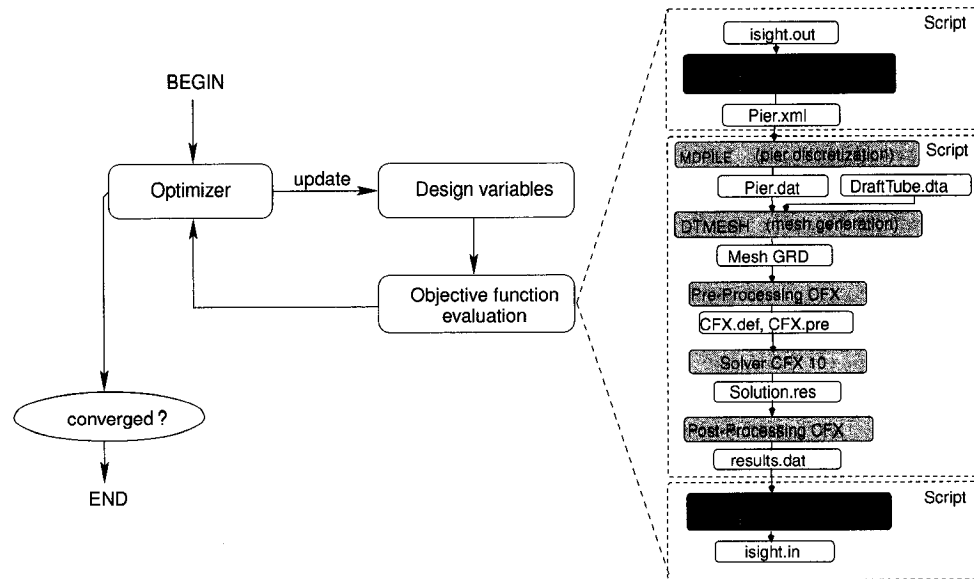 BEGIN
Optimizer
update
Design variables
Objective function
evaluation
converged ?
END
Script
isight.out
Pier.xml
Script
MDPILE (pier discretization)
Pier.dat
DraftTube.dta
DTMESH (mesh generation)
Mesh GRD
Pre-Processing CFX
CFX.def, CFX.pre
Solver CFX 10
Solution.res
Post-Processing CFX
results.dat
Script
isight.in